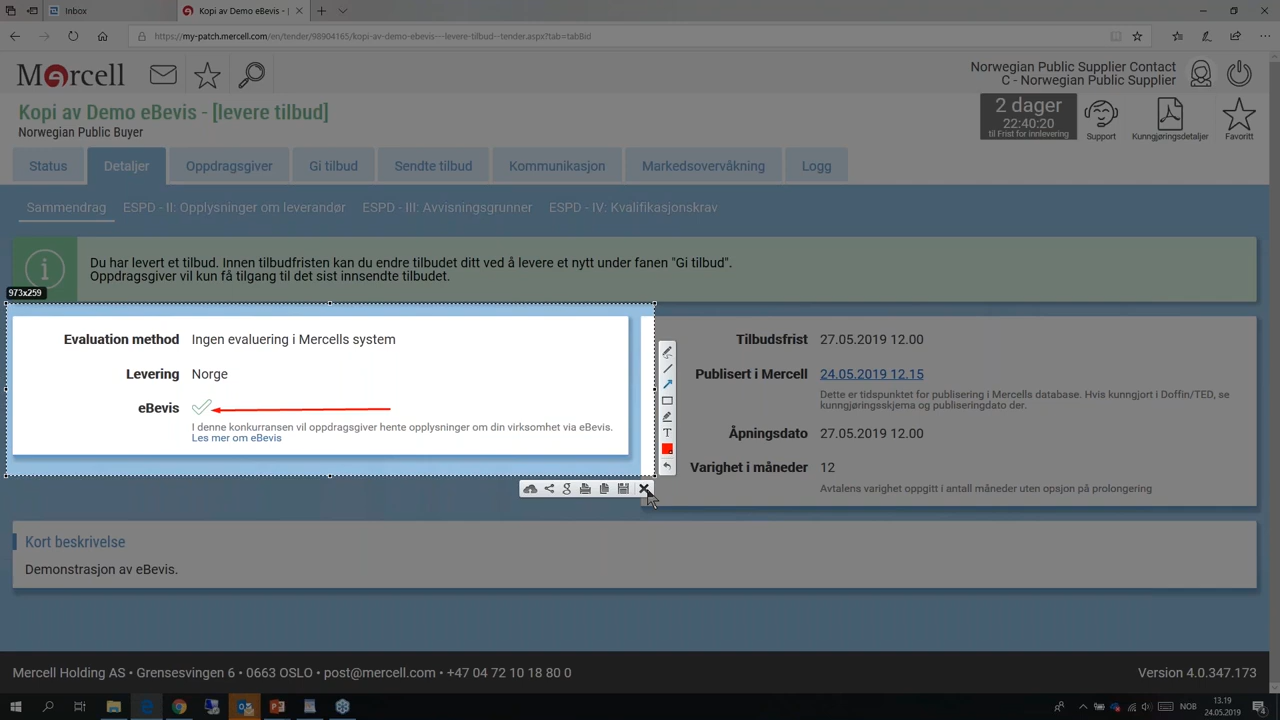 Inbox
Kopi av Demo eBevis - |
https://my-patch.mercell.com/en/tender/98904165/kopi-av-demo-ebevis---levere-tilbud--tender.aspx?tab=tabBid
Mercell
Norwegian Public Supplier Contact
C - Norwegian Public Supplier
Kopi av Demo eBevis - [levere tilbud]
Norwegian Public Buyer
2 dager
22:40:20
til Frist for innlevering
Support
Kunngjøringsdetaljer
Favoritt
Status
Detaljer
Oppdragsgiver
Gi tilbud
Sendte tilbud
Kommunikasjon
Markedsovervåkning
Logg
Sammendrag
ESPD - II: Opplysninger om leverandør
ESPD - III: Avvisningsgrunner
ESPD - IV: Kvalifikasjonskrav
Du har levert et tilbud. Innen tilbudfristen kan du endre tilbudet ditt ved å levere et nytt under fanen "Gi tilbud".
Oppdragsgiver vil kun få tilgang til det sist innsendte tilbudet.
973x259
Evaluation method Ingen evaluering i Mercells system
Levering Norge
eBevis
I denne konkurransen vil oppdragsgiver hente opplysninger om din virksomhet via eBevis.
Les mer om eBevis
Tilbudsfrist 27.05.2019 12.00
Publisert i Mercell 24.05.2019 12.15
Dette er tidspunktet for publisering i Mercells database. Hvis kunngjort i Doffin/TED, se
kunngjøringsskjema og publiseringdato der.
Åpningsdato 27.05.2019 12.00
Varighet i måneder 12
Avtalens varighet oppgitt i antall måneder uten opsjon på prolongering
T
g
Kort beskrivelse
Demonstrasjon av eBevis.
Mercell Holding AS • Grensesvingen 6 • 0663 OSLO • post@mercell.com • +47 04 72 10 18 80 0
Version 4.0.347.173
NOB
13.19
24.05.2019
4